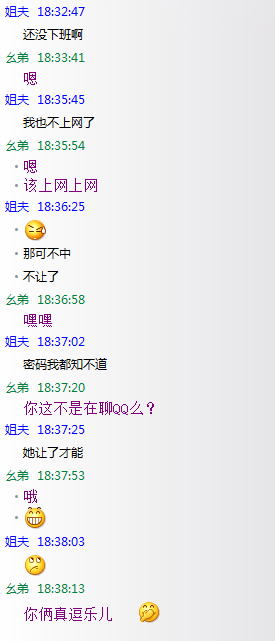 姐夫 18:32:47
还没下班啊
幺弟 18:33:41
嗯
姐夫 18:35:45
我也不上网了
幺弟 18:35:54
嗯
该上网上网
姐夫 18:36:25
那可不中
不让了
幺弟 18:36:58
嘿嘿
姐夫 18:37:02
密码我都知不道
幺弟 18:37:20
你这不是在聊QQ么？
姐夫 18:37:25
她让了才能
幺弟 18:37:53
哦
姐夫 18:38:03
幺弟 18:38:13
你俩真逗乐儿